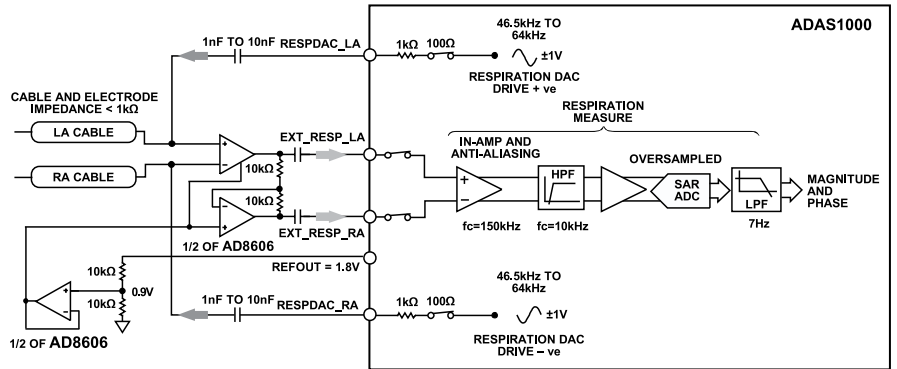 ADAS1000
46.5kHz TO
64kHz
1nF TO 10nF RESPDAC_LA
1kΩ 100Ω
±1V
RESPIRATION DAC
DRIVE + ve
CABLE AND ELECTRODE
IMPEDANCE < 1kΩ
LA CABLE
RA CABLE
+
−
10kΩ
10kΩ
−
+
1/2 OF AD8606
EXT_RESP_LA
EXT_RESP_RA
RESPIRATION
MEASURE
IN-AMP AND
ANTI-ALIASING
+
−
fc=150kHz
HPF
fc=10kHz
OVERSAMPLED
SAR
ADC
LPF
7Hz
MAGNITUDE
AND
PHASE
REFOUT = 1.8V
10kΩ
0.9V
10kΩ
+
−
1/2 OF AD8606
1nF TO 10nF RESPDAC_RA
1kΩ 100Ω
46.5kHz TO
64kHz
±1V
RESPIRATION DAC
DRIVE – ve